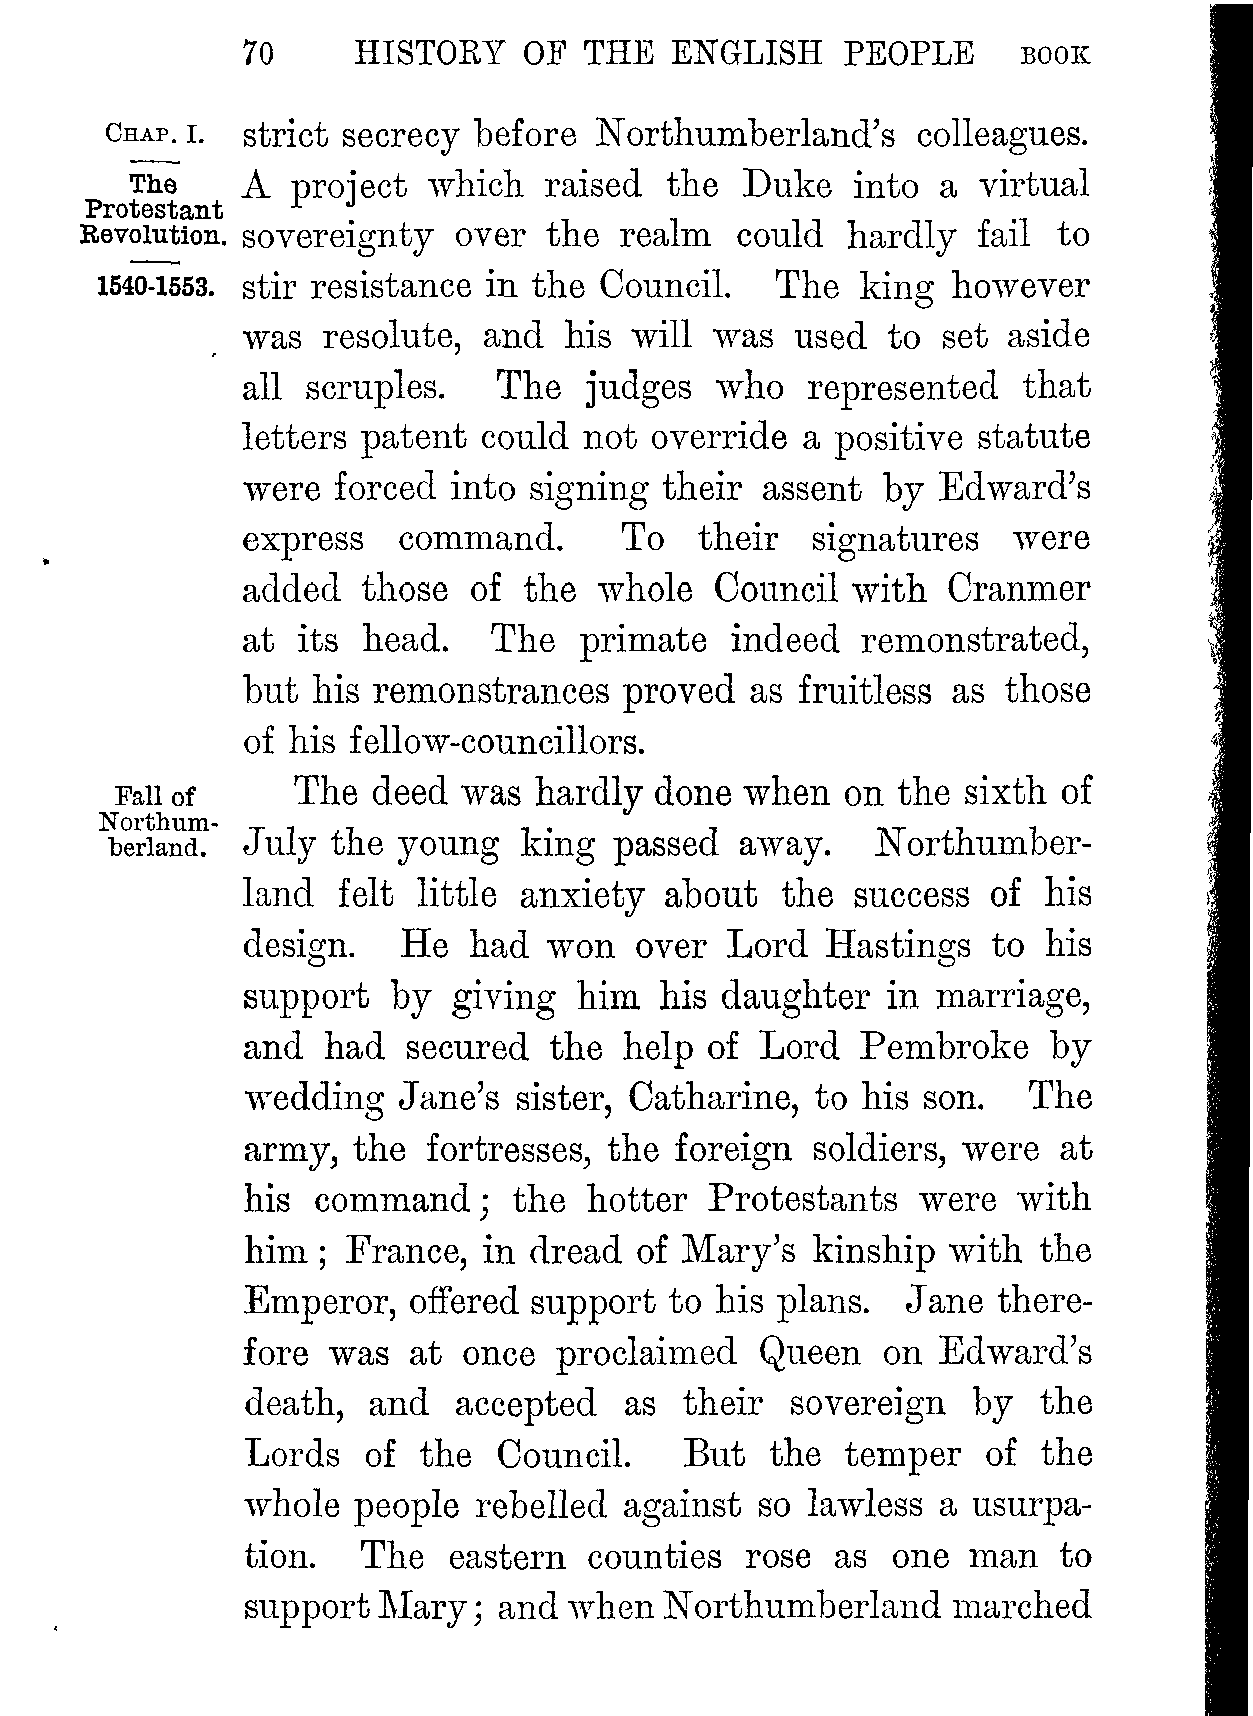 70 HISTORY OF THE ENGLISH PEOPLE BOOK
CHAP. I.
The
Protestant
Revolution.
1540-1553.
strict secrecy before Northumberland's colleagues.
A project which raised the Duke into a virtual
sovereignty over the realm could hardly fail to
stir resistance in the Council. The king however
was resolute, and his will was used to set aside
all scruples. The judges who represented that
letters patent could not override a positive statute
were forced into signing their assent by Edward's
express command. To their signatures were
added those of the whole Council with Cranmer
at its head. The primate indeed remonstrated,
but his remonstrances proved as fruitless as those
of his fellow-councillors.
Fall of
Northum-
berland.
The deed was hardly done when on the sixth of
July the young king passed away. Northumber-
land felt little anxiety about the success of his
design. He had won over Lord Hastings to his
support by giving him his daughter in marriage,
and had secured the help of Lord Pembroke by
wedding Jane's sister, Catharine, to his son. The
army, the fortresses, the foreign soldiers, were at
his command; the hotter Protestants were with
him; France, in dread of Mary's kinship with the
Emperor, offered support to his plans. Jane there-
fore was at once proclaimed Queen on Edward's
death, and accepted as their sovereign by the
Lords of the Council. But the temper of the
whole people rebelled against so lawless a usurpa-
tion. The eastern counties rose as one man to
support Mary; and when Northumberland marched